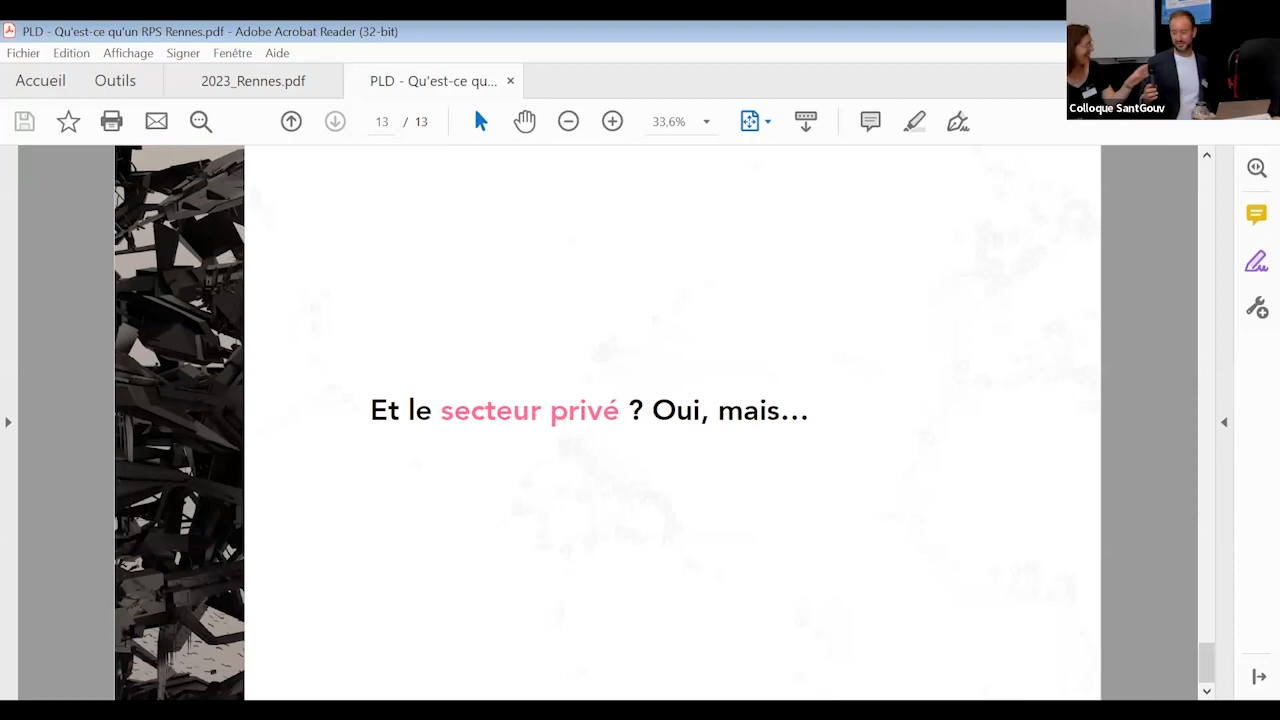 PLD - Qu'est-ce qu'un RPS Rennes.pdf - Adobe Acrobat Reader (32-bit)
Fichier Edition Affichage Signer Fenêtre Aide
Accueil Outils 2023_Rennes.pdf PLD - Qu'est-ce qu... ×
13 / 13 33,6%
Colloque SantGouv
Et le secteur privé ? Oui, mais...